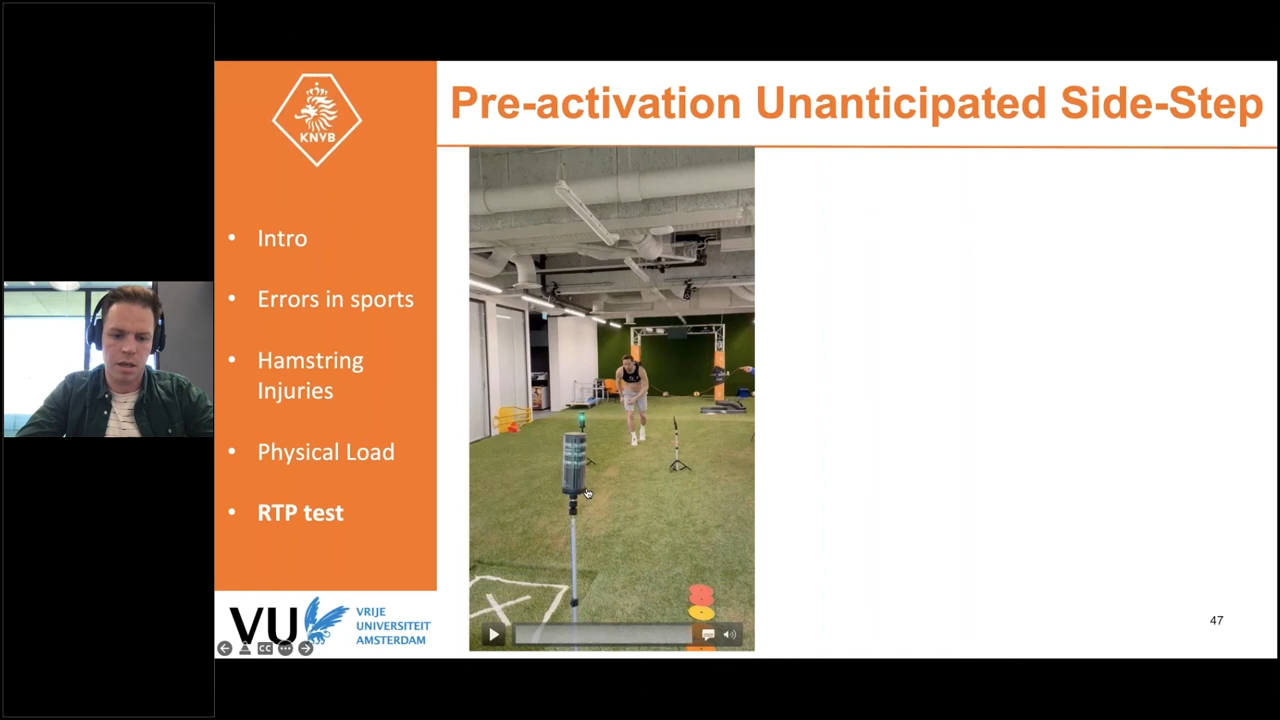 KNVB
Pre-activation Unanticipated Side-Step
• Intro
• Errors in sports
• Hamstring
Injuries
• Physical Load
• RTP test
VU
VRIJE
UNIVERSITEIT
AMSTERDAM
CC
47